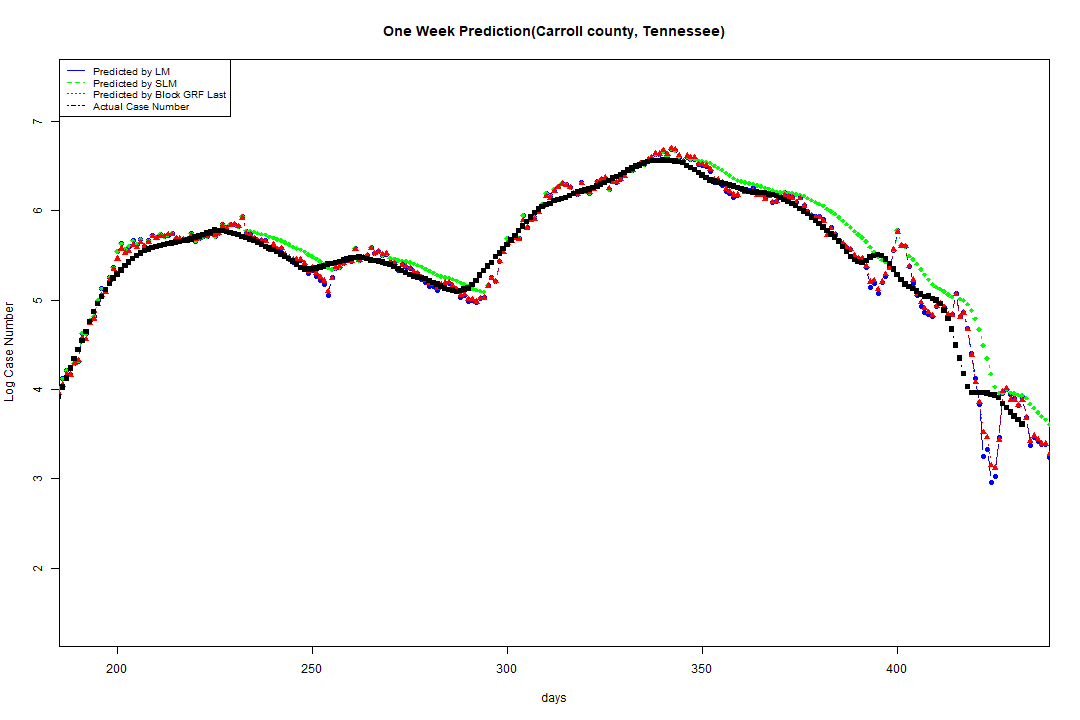 One Week Prediction(Carroll county, Tennessee)
Predicted by LM
Predicted by SLM
Predicted by Block GRF Last
Actual Case Number
7
6
5
4
3
2
Log Case Number
200 250 300 350 400
days